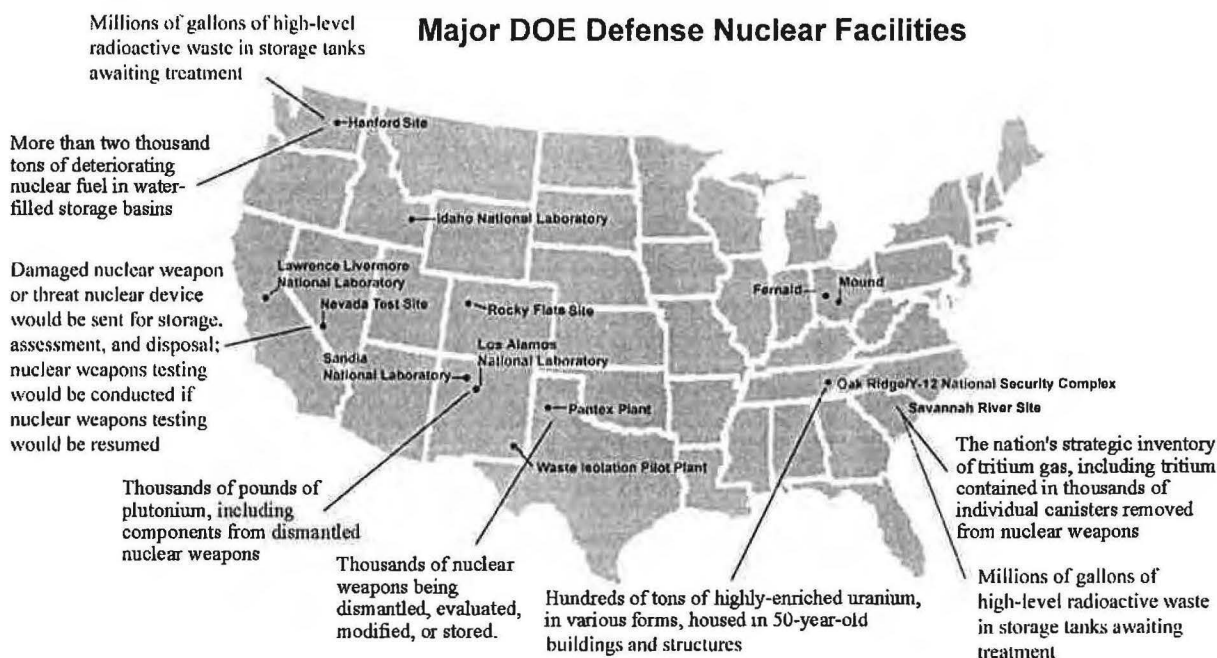 Major DOE Defense Nuclear Facilities
Millions of gallons of high-level
radioactive waste in storage tanks
awaiting treatment
Hanford Site
More than two thousand
tons of deteriorating
nuclear fuel in water-
filled storage basins
Idaho National Laboratory
Damaged nuclear weapon
or threat nuclear device
would be sent for storage,
assessment, and disposal;
nuclear weapons testing
would be conducted if
nuclear weapons testing
would be resumed
Lawrence Livermore
National Laboratory
Nevada Test Site
Rocky Flats Site
Fernald
Mound
Los Alamos
National Laboratory
Sandia
National Laboratory
Pantex Plant
Oak Ridge/Y-12 National Security Complex
Savannah River Site
Waste Isolation Pilot Plant
The nation's strategic inventory
of tritium gas, including tritium
contained in thousands of
individual canisters removed
from nuclear weapons
Thousands of pounds of
plutonium, including
components from dismantled
nuclear weapons
Thousands of nuclear
weapons being
dismantled, evaluated,
modified, or stored.
Hundreds of tons of highly-enriched uranium,
in various forms, housed in 50-year-old
buildings and structures
Millions of gallons of
high-level radioactive waste
in storage tanks awaiting
treatment